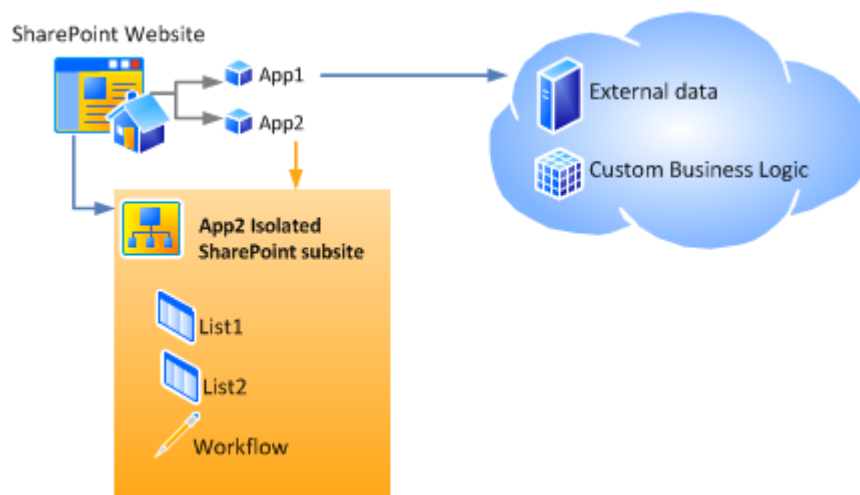 SharePoint Website
App1
App2
External data
Custom Business Logic
App2 Isolated
SharePoint subsite
List1
List2
Workflow